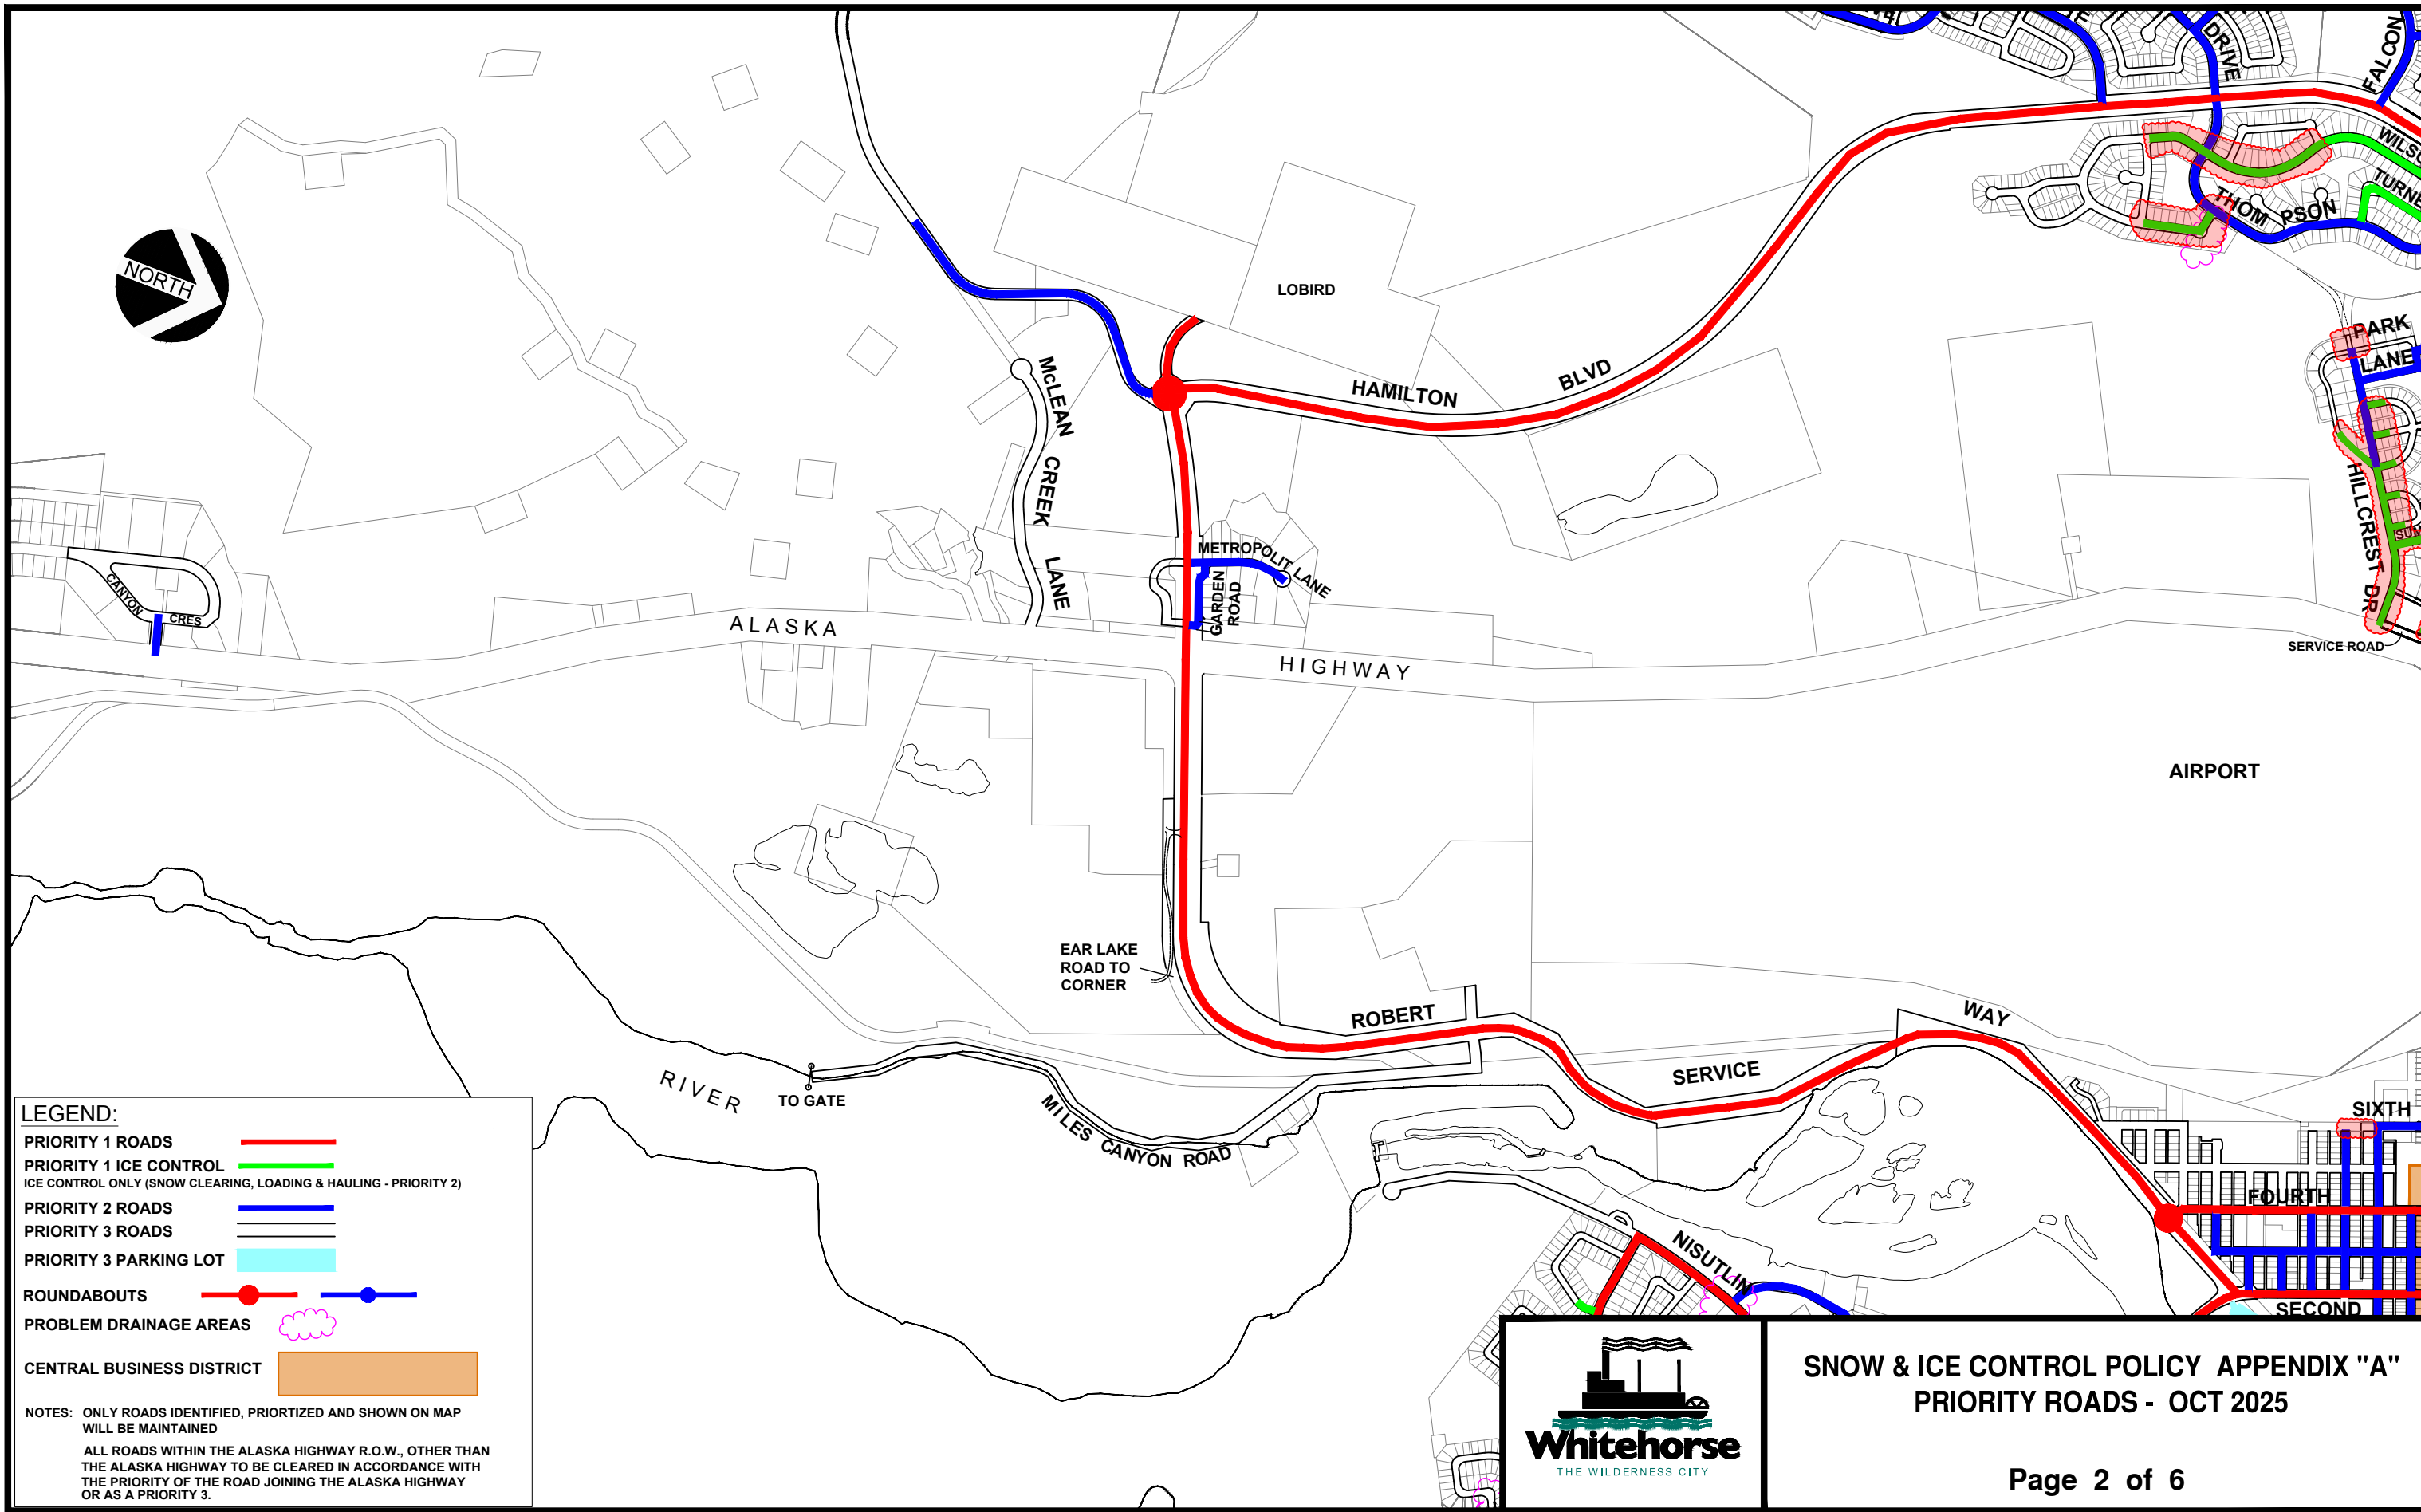 DRIVE
FALCON
WILSO
TURNE
THOM PSON
NORTH
LOBIRD
PARK
LANE
HAMILTON BLVD
McLEAN CREEK LANE
HILLCREST DR
METROPOLIT LANE
GARDEN
ROAD
CANYON CRES
ALASKA HIGHWAY
SERVICE ROAD
AIRPORT
EAR LAKE
ROAD TO
CORNER
ROBERT SERVICE WAY
RIVER
TO GATE
MILES CANYON ROAD
SIXTH
FOURTH
NISUTLIN
SECOND
LEGEND:
PRIORITY 1 ROADS
PRIORITY 1 ICE CONTROL
ICE CONTROL ONLY (SNOW CLEARING, LOADING & HAULING - PRIORITY 2)
PRIORITY 2 ROADS
PRIORITY 3 ROADS
PRIORITY 3 PARKING LOT
ROUNDABOUTS
PROBLEM DRAINAGE AREAS
CENTRAL BUSINESS DISTRICT
NOTES: ONLY ROADS IDENTIFIED, PRIORTIZED AND SHOWN ON MAP
WILL BE MAINTAINED
ALL ROADS WITHIN THE ALASKA HIGHWAY R.O.W., OTHER THAN
THE ALASKA HIGHWAY TO BE CLEARED IN ACCORDANCE WITH
THE PRIORITY OF THE ROAD JOINING THE ALASKA HIGHWAY
OR AS A PRIORITY 3.
Whitehorse
THE WILDERNESS CITY
SNOW & ICE CONTROL POLICY APPENDIX "A"
PRIORITY ROADS - OCT 2025
Page 2 of 6